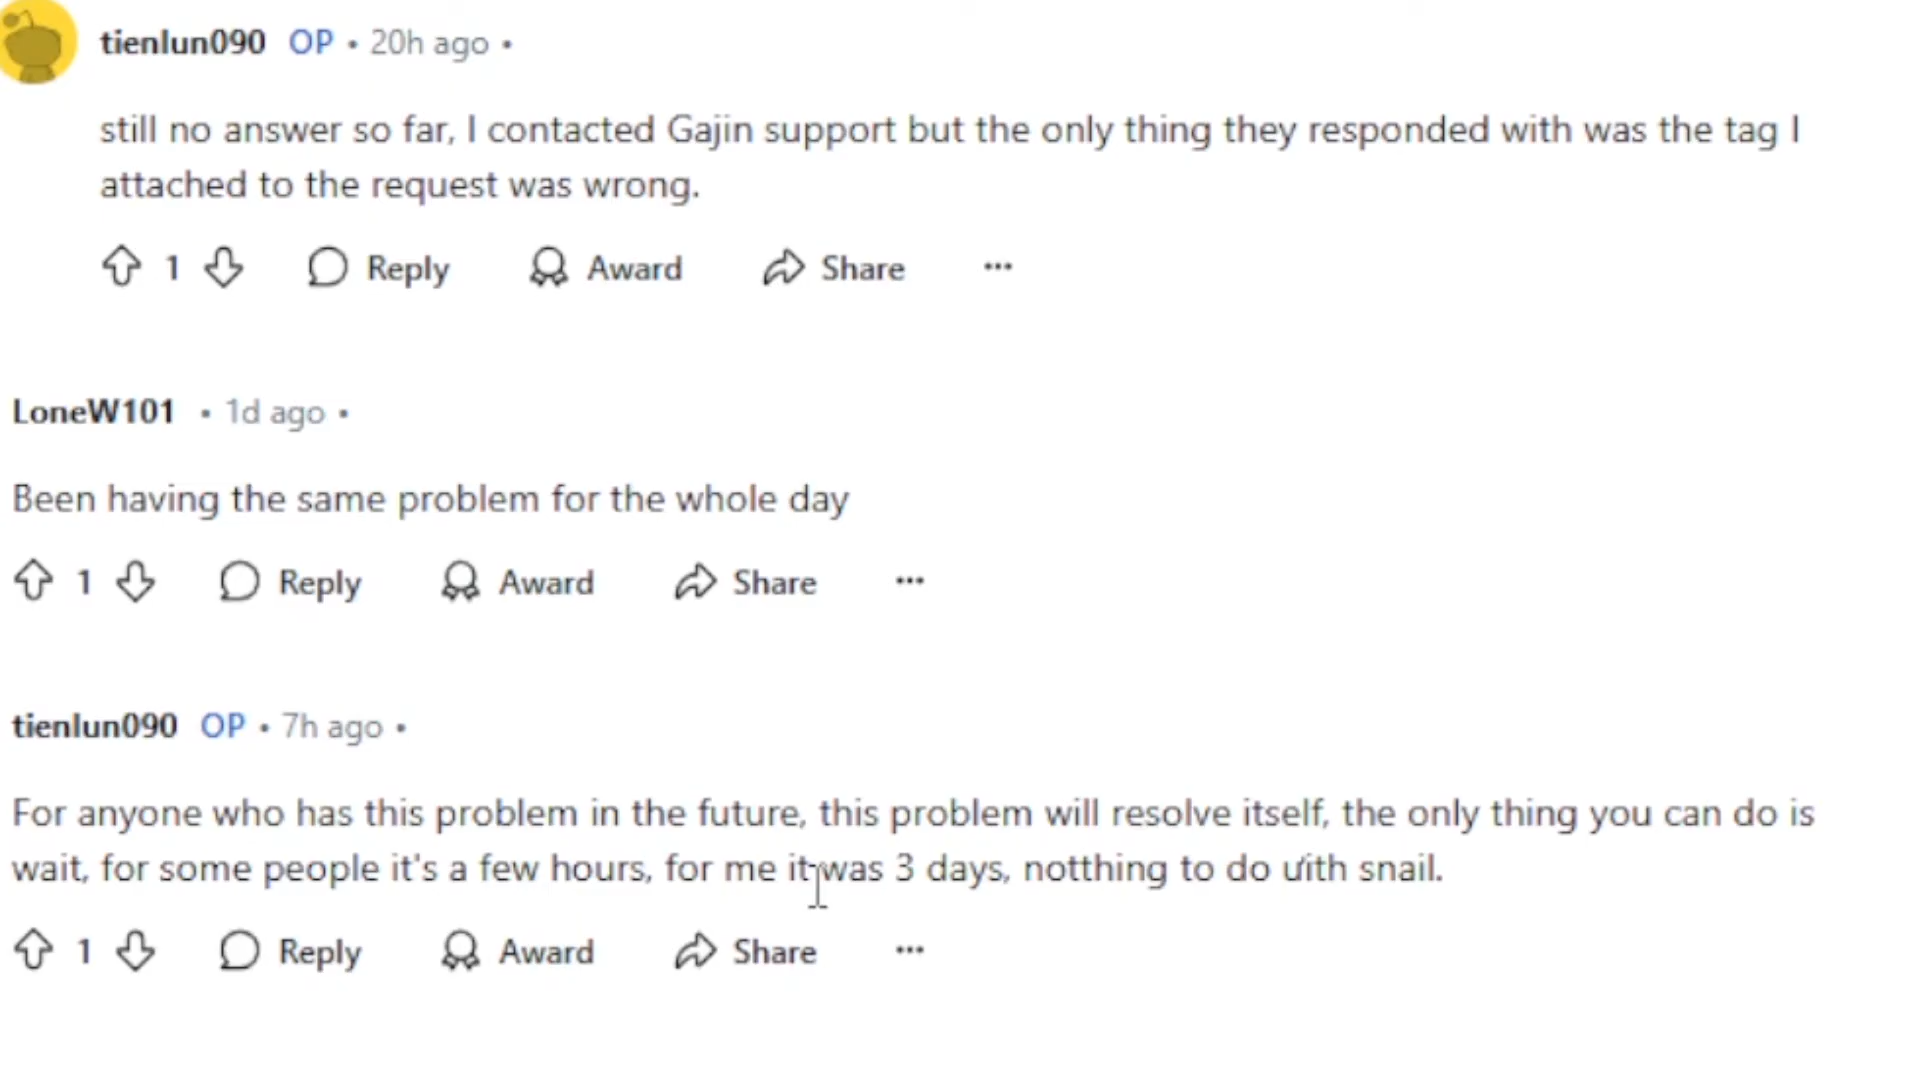 tienlun090 OP • 20h ago •
still no answer so far, I contacted Gajin support but the only thing they responded with was the tag I
attached to the request was wrong.
1 Reply Award Share ...
LoneW101 • 1d ago •
Been having the same problem for the whole day
1 Reply Award Share ...
tienlun090 OP • 7h ago •
For anyone who has this problem in the future, this problem will resolve itself, the only thing you can do is
wait, for some people it's a few hours, for me it was 3 days, notthing to do ưith snail.
1 Reply Award Share ...